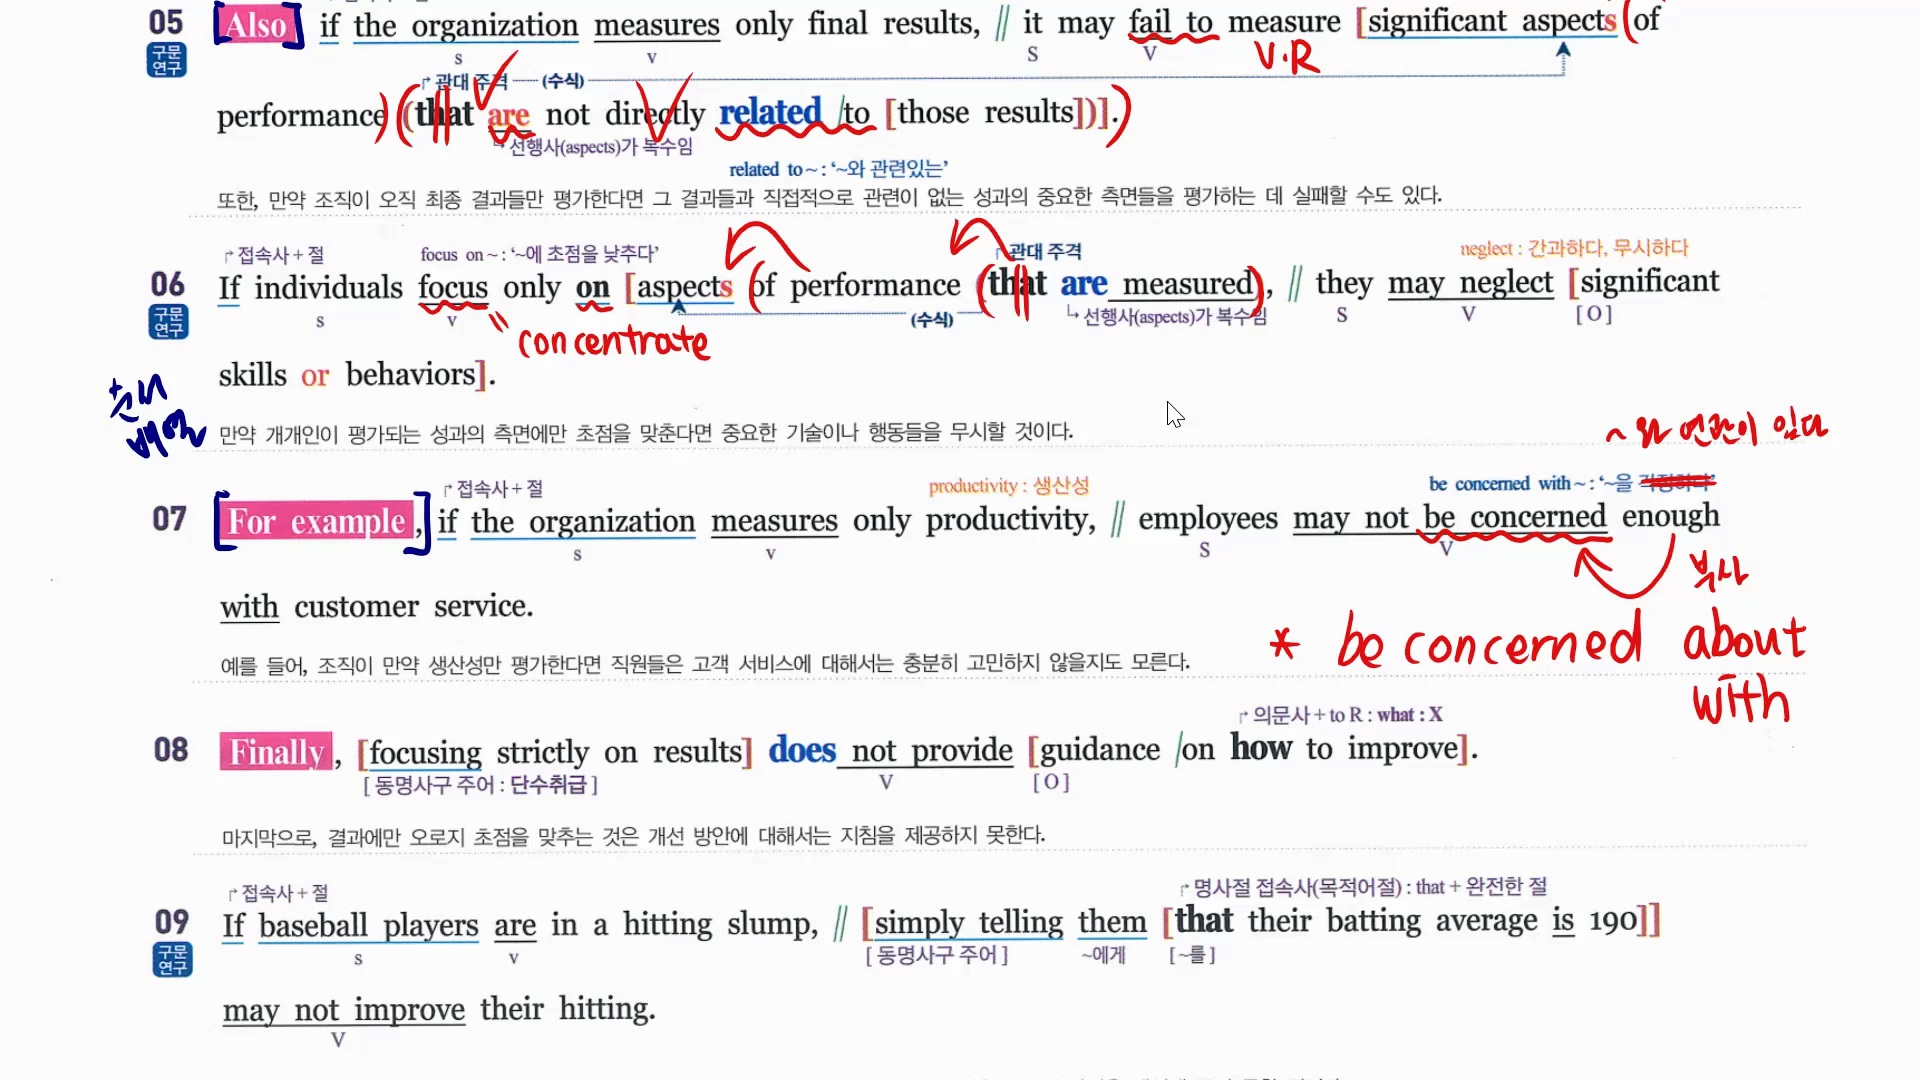 05 Also if the organization measures only final results, // it may fail to measure [significant aspects (of
구문연구
s v S V V·R
관대 주격 (수식)
performance) (that are not directly related /to [those results])].)
선행사(aspects)가 복수임
related to ~ : ‘~와 관련있는’
또한, 만약 조직이 오직 최종 결과들만 평가한다면 그 결과들과 직접적으로 관련이 없는 성과의 중요한 측면들을 평가하는 데 실패할 수도 있다.
접속사 + 절 focus on ~ : ‘~에 초점을 낮추다’ 관대 주격 neglect : 간과하다, 무시하다
06 If individuals focus only on [aspects (of performance (that are measured), // they may neglect [significant
구문연구
s v (수식) 선행사(aspects)가 복수임 S V [ O ]
concentrate
skills or behaviors].
순서
배열
만약 개개인이 평가되는 성과의 측면에만 초점을 맞춘다면 중요한 기술이나 행동들을 무시할 것이다.
~와 연관이 있다
접속사 + 절 productivity : 생산성 be concerned with ~ : ‘~을 걱정하다’
07 For example, if the organization measures only productivity, // employees may not be concerned enough
s v S V
부사
with customer service.
* be concerned about
with
예를 들어, 조직이 만약 생산성만 평가한다면 직원들은 고객 서비스에 대해서는 충분히 고민하지 않을지도 모른다.
의문사 + to R : what : X
08 Finally, [focusing strictly on results] does not provide [guidance /on how to improve].
[ 동명사구 주어 : 단수취급 ] V [ O ]
마지막으로, 결과에만 오로지 초점을 맞추는 것은 개선 방안에 대해서는 지침을 제공하지 못한다.
접속사 + 절 명사절 접속사(목적어절) : that + 완전한 절
09 If baseball players are in a hitting slump, // [simply telling them [that their batting average is 190]]
구문연구
s v [ 동명사구 주어 ] ~에게 [ ~를 ]
may not improve their hitting.
V